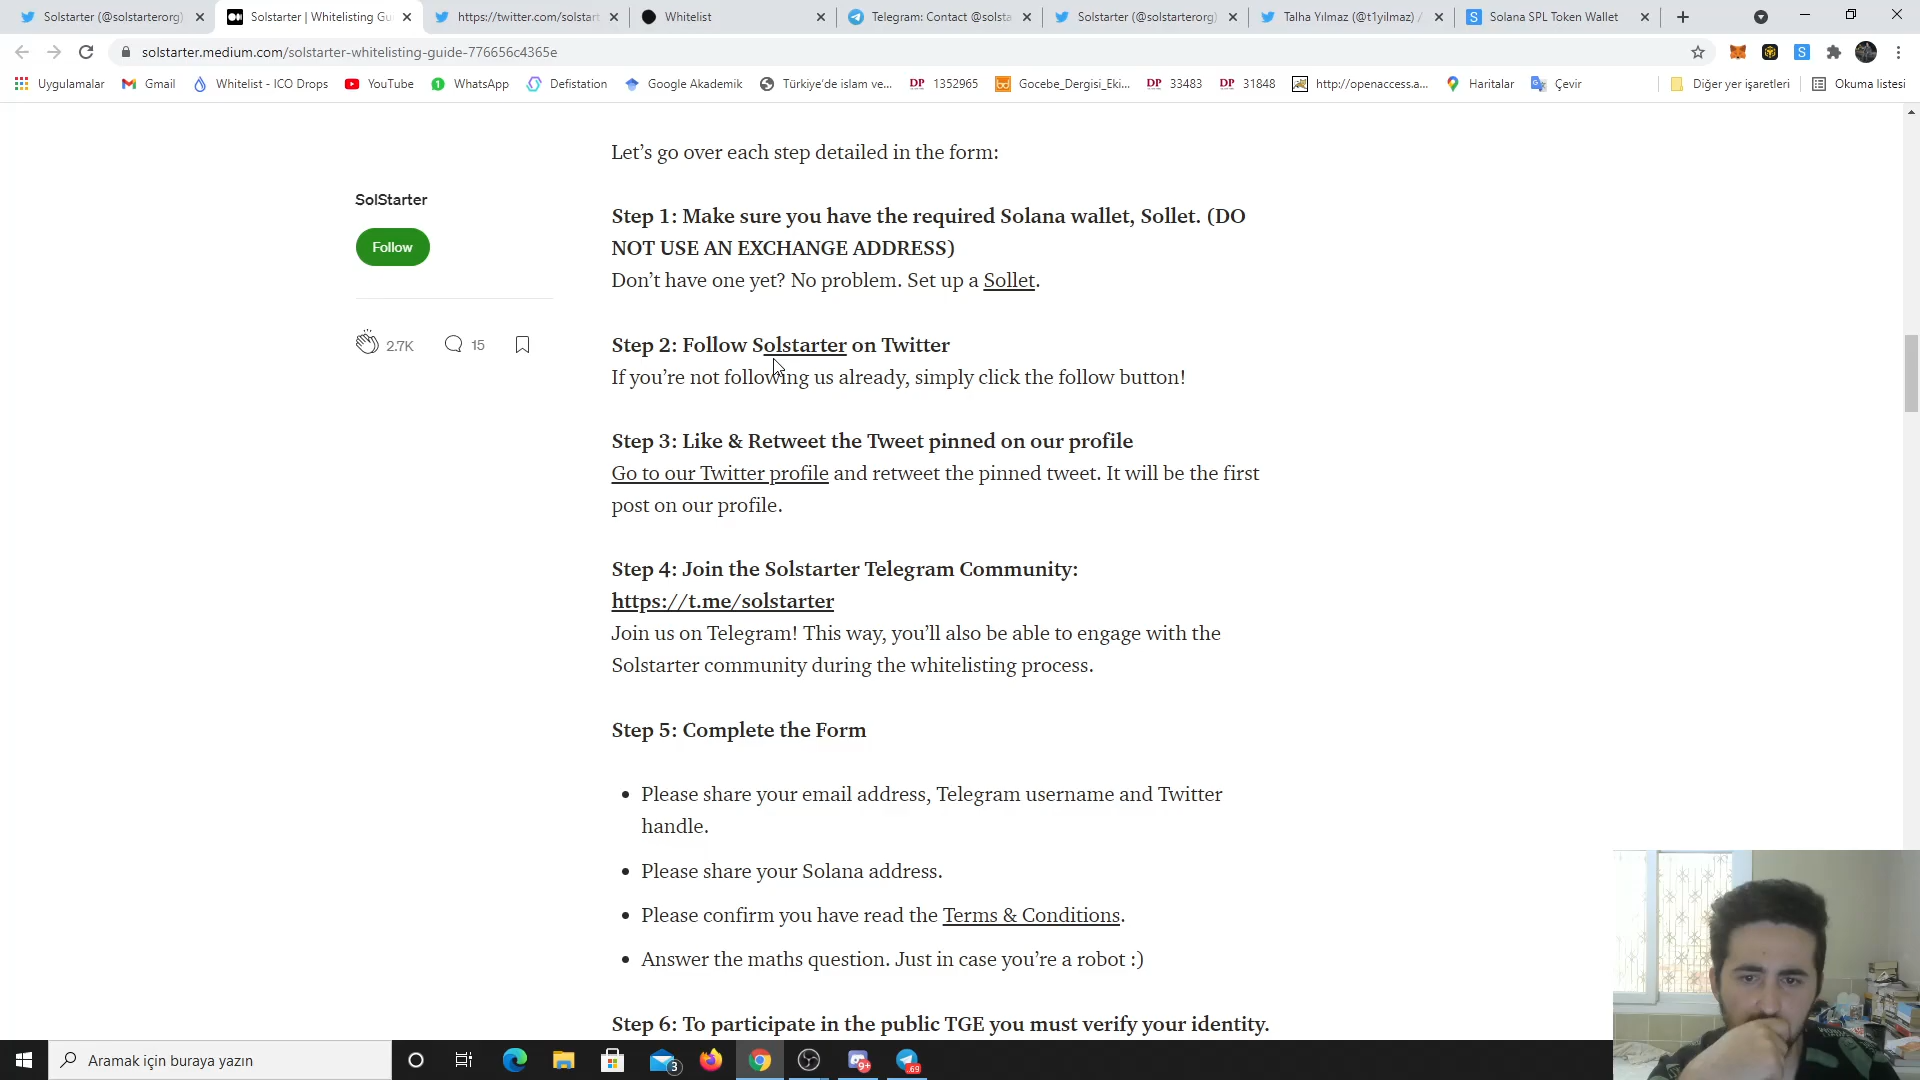 Solstarter (@solstarterorg)
Solstarter | Whitelisting Gu
https://twitter.com/solstart
Whitelist
Telegram: Contact @solsta
Solstarter (@solstarterorg)
Talha Yılmaz (@t1yilmaz) /
Solana SPL Token Wallet
solstarter.medium.com/solstarter-whitelisting-guide-776656c4365e
Uygulamalar
Gmail
Whitelist - ICO Drops
YouTube
WhatsApp
Defistation
Google Akademik
Türkiye'de islam ve...
DP 1352965
Gocebe_Dergisi_Eki...
DP 33483
DP 31848
http://openaccess.a...
Haritalar
Çevir
Diğer yer işaretleri
Okuma listesi
Let's go over each step detailed in the form:
SolStarter
Follow
2.7K
15
Step 1: Make sure you have the required Solana wallet, Sollet. (DO
NOT USE AN EXCHANGE ADDRESS)
Don't have one yet? No problem. Set up a Sollet.
Step 2: Follow Solstarter on Twitter
If you're not following us already, simply click the follow button!
Step 3: Like & Retweet the Tweet pinned on our profile
Go to our Twitter profile and retweet the pinned tweet. It will be the first
post on our profile.
Step 4: Join the Solstarter Telegram Community:
https://t.me/solstarter
Join us on Telegram! This way, you'll also be able to engage with the
Solstarter community during the whitelisting process.
Step 5: Complete the Form
• Please share your email address, Telegram username and Twitter
handle.
• Please share your Solana address.
• Please confirm you have read the Terms & Conditions.
• Answer the maths question. Just in case you're a robot :)
Step 6: To participate in the public TGE you must verify your identity.
Aramak için buraya yazın
3
9+
69